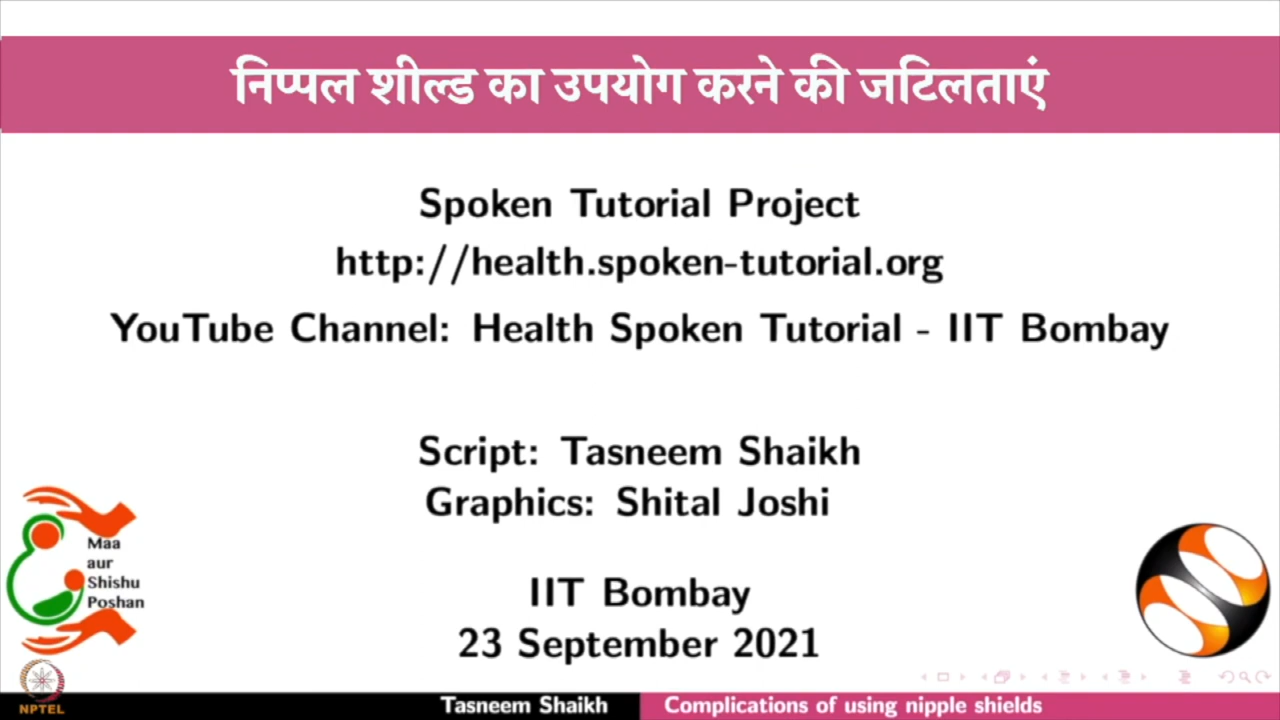 निप्पल शील्ड का उपयोग करने की जटिलताएं
Spoken Tutorial Project
http://health.spoken-tutorial.org
YouTube Channel: Health Spoken Tutorial - IIT Bombay
Script: Tasneem Shaikh
Graphics: Shital Joshi
Maa
aur
Shishu
Poshan
IIT Bombay
23 September 2021
NPTEL
Tasneem Shaikh
Complications of using nipple shields